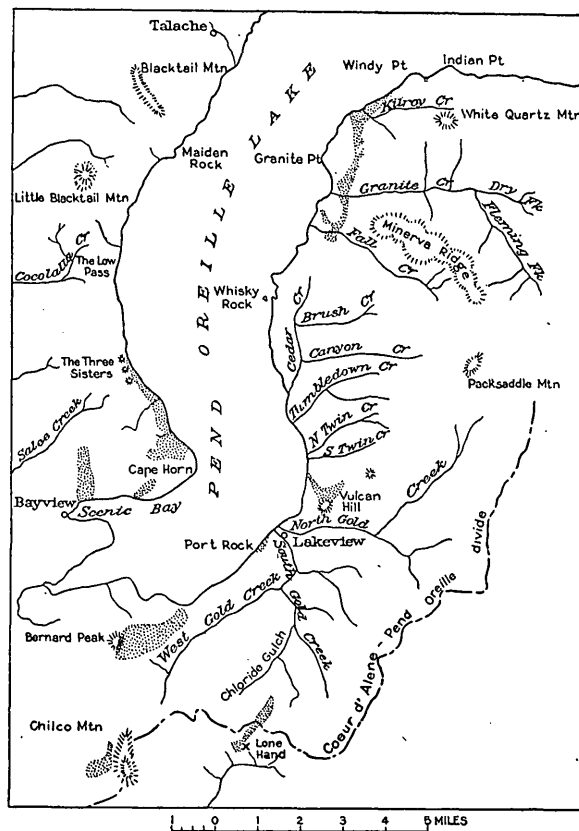 Talache
Blacktail Mtn
Windy Pt
Indian Pt
Kilroy Cr
White Quartz Mtn
Maiden Rock
Granite Pt
Granite Cr
Dry Fk
Fleming Fk
Little Blacktail Mtn
Minerva Ridge
Fall Cr
Cocolalla Cr
The Low Pass
PEND OREILLE LAKE
Whisky Rock
Cedar Cr
Brush Cr
Canyon Cr
The Three Sisters
Tumbledown Cr
Packsaddle Mtn
N Twin Cr
S Twin Cr
Saloe Creek
Cape Horn
Vulcan Hill
Bayview
Scenic Bay
North Gold Creek
Port Rock
Lakeview
South Gold Creek
West Gold Creek
Bernard Peak
Chloride Gulch
Coeur d'Alene - Pend Oreille divide
Chilco Mtn
Lone Hand
1 0 1 2 3 4 5 MILES